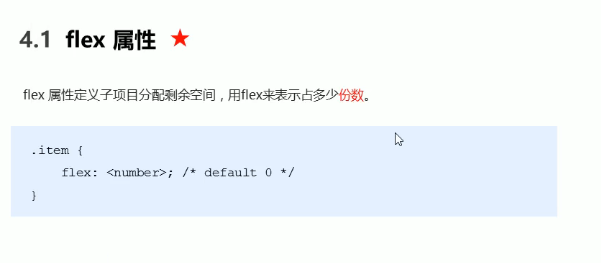 4.1 flex 属性 ★
flex 属性定义子项目分配剩余空间，用flex来表示占多少份数。
.item {
    flex: <number>; /* default 0 */
}